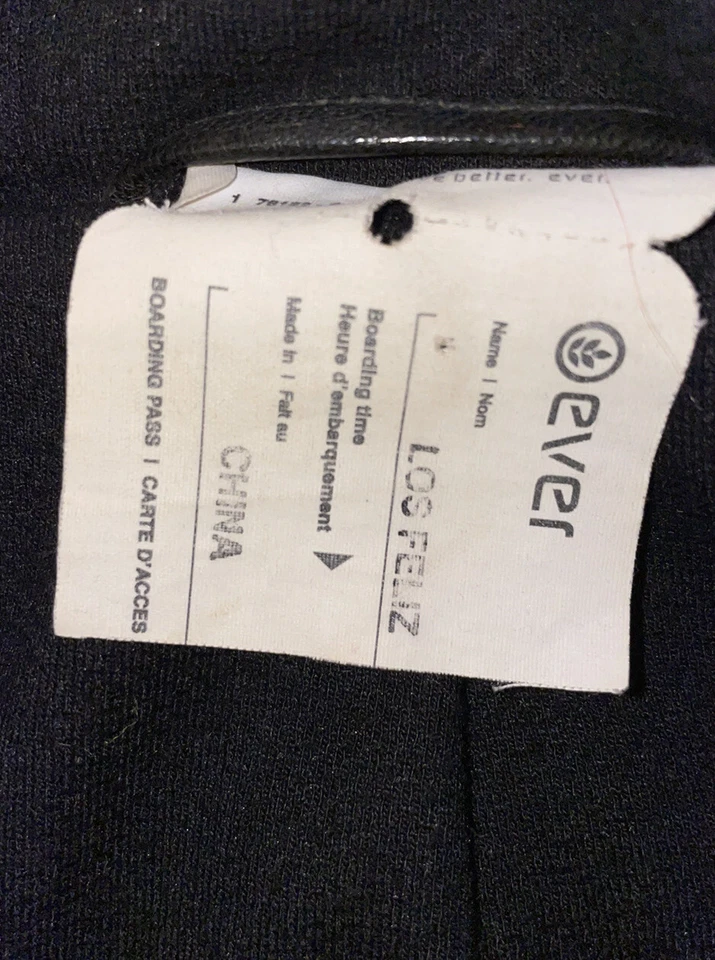 better. ever.
ever
Name | Nom
LOS FELIZ
Boarding time
Heure d'embarquement
Made in | Fait au
CHINA
BOARDING PASS | CARTE D'ACCES